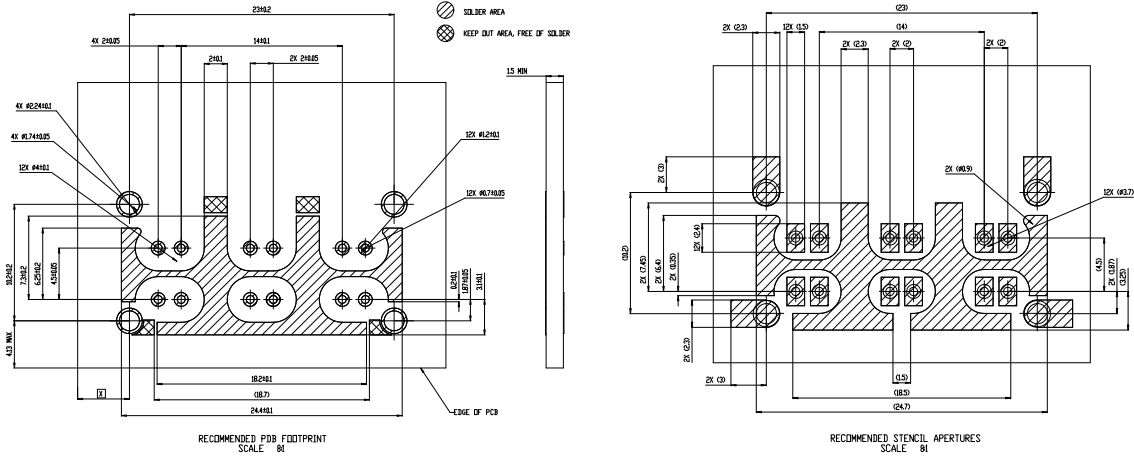 SOLDER AREA
KEEP OUT AREA, FREE OF SOLDER
23±0.2
4X 2±0.05
14±0.1
2±0.1
2X 2±0.05
1.5 MIN
4X Ø2.24±0.1
4X Ø1.74±0.05
12X Ø4±0.1
12X Ø1.2±0.1
12X Ø0.7±0.05
10.2±0.2
7.3±0.2
6.25±0.2
4.5±0.05
0.2±0.1
1.87±0.05
3.1±0.1
4.13 MAX
X
18.2±0.1
(18.7)
24.4±0.1
EDGE OF PCB
RECOMMENDED PDB FOOTPRINT
SCALE 8:1
(23)
2X (2.3)
12X (1.5)
(14)
2X (2.3)
2X (2)
2X (2)
2X (3)
2X (Ø0.9)
12X (Ø3.7)
(10.2)
2X (7.45)
2X (6.4)
2X (0.35)
12X (2.4)
(4.5)
2X (1.87)
(3.25)
2X (2.3)
2X (3)
(1.5)
(18.5)
(24.7)
RECOMMENDED STENCIL APERTURES
SCALE 8:1